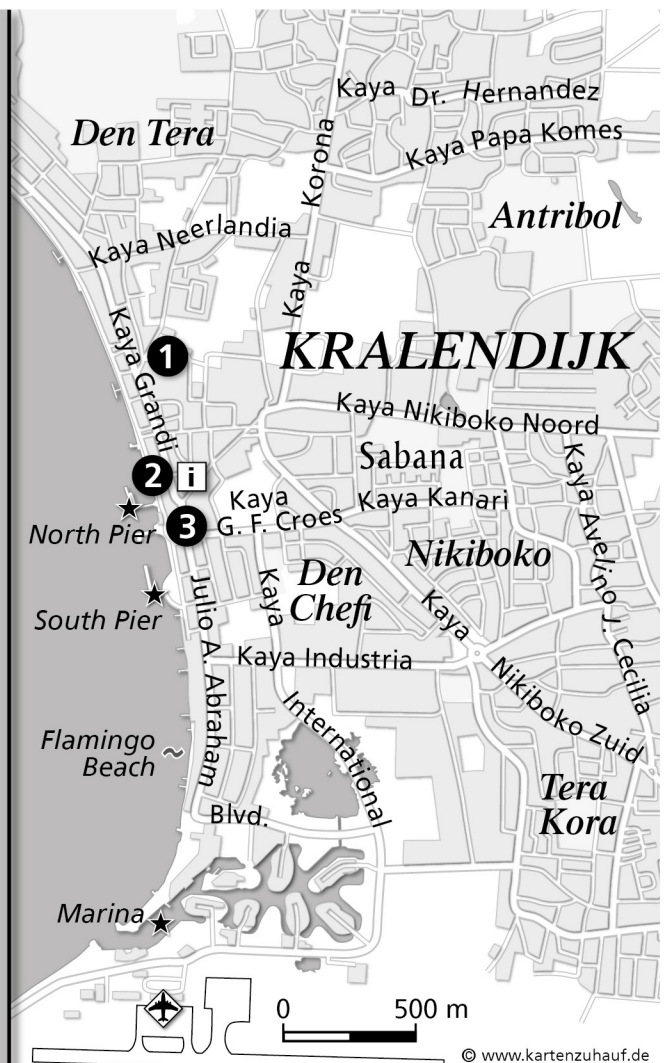 Kaya Dr. Hernandez
Den Tera
Kaya Papa Komes
Kaya Korona
Antribol
Kaya Neerlandia
Kaya Grandi
1
KRALENDIJK
Kaya Nikiboko Noord
Sabana
2
i
Kaya Avelino J. Cecilia
Kaya Kanari
Kaya
G. F. Croes
North Pier
3
Nikiboko
Den
Chefi
South Pier
Kaya International
Kaya Nikiboko Zuid
Julio A. Abraham
Blvd.
Kaya Industria
Flamingo
Beach
Tera
Kora
Marina
0 500 m
© www.kartenzuhauf.de